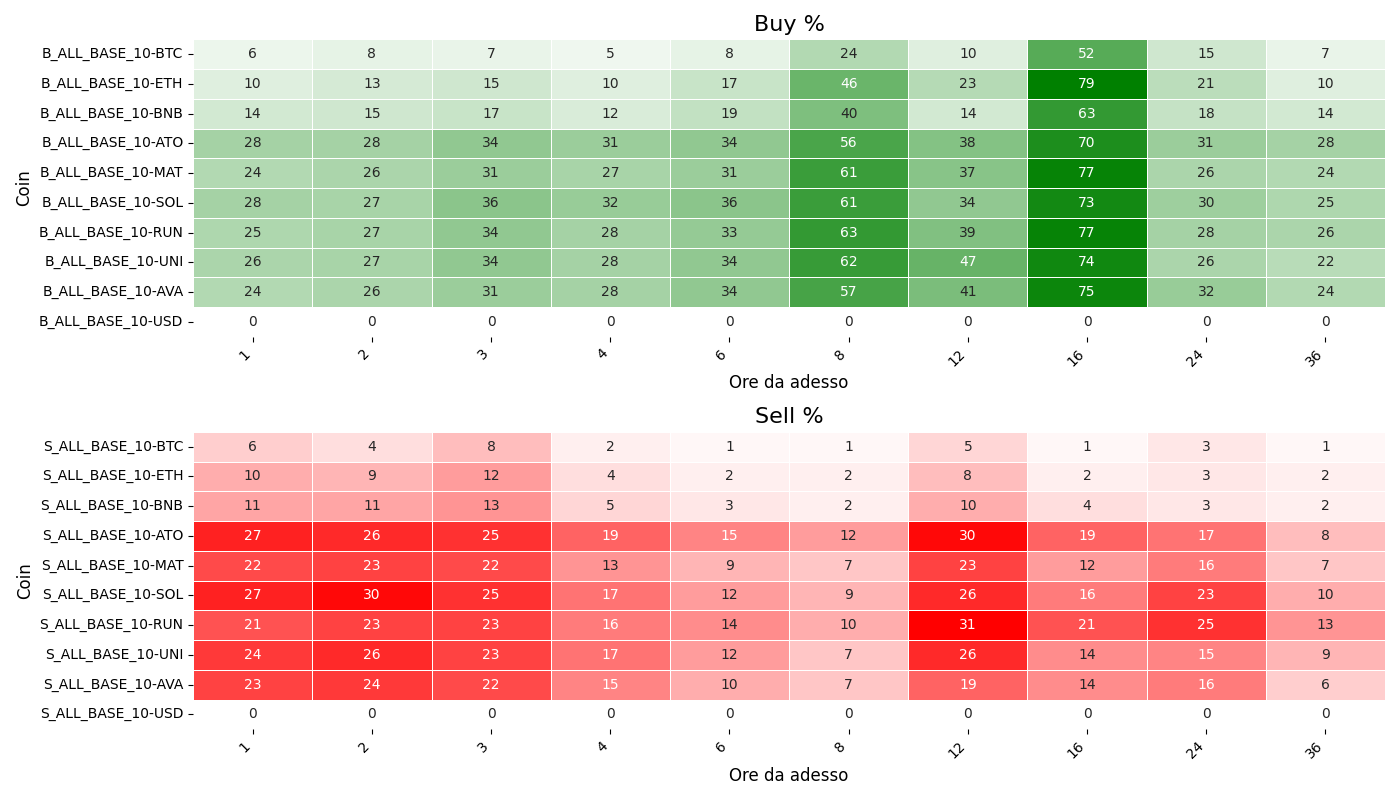 Buy %
Coin
B_ALL_BASE_10-BTC 6 8 7 5 8 24 10 52 15 7
B_ALL_BASE_10-ETH 10 13 15 10 17 46 23 79 21 10
B_ALL_BASE_10-BNB 14 15 17 12 19 40 14 63 18 14
B_ALL_BASE_10-ATO 28 28 34 31 34 56 38 70 31 28
B_ALL_BASE_10-MAT 24 26 31 27 31 61 37 77 26 24
B_ALL_BASE_10-SOL 28 27 36 32 36 61 34 73 30 25
B_ALL_BASE_10-RUN 25 27 34 28 33 63 39 77 28 26
B_ALL_BASE_10-UNI 26 27 34 28 34 62 47 74 26 22
B_ALL_BASE_10-AVA 24 26 31 28 34 57 41 75 32 24
B_ALL_BASE_10-USD 0 0 0 0 0 0 0 0 0 0
1 2 3 4 6 8 12 16 24 36
Ore da adesso
Sell %
Coin
S_ALL_BASE_10-BTC 6 4 8 2 1 1 5 1 3 1
S_ALL_BASE_10-ETH 10 9 12 4 2 2 8 2 3 2
S_ALL_BASE_10-BNB 11 11 13 5 3 2 10 4 3 2
S_ALL_BASE_10-ATO 27 26 25 19 15 12 30 19 17 8
S_ALL_BASE_10-MAT 22 23 22 13 9 7 23 12 16 7
S_ALL_BASE_10-SOL 27 30 25 17 12 9 26 16 23 10
S_ALL_BASE_10-RUN 21 23 23 16 14 10 31 21 25 13
S_ALL_BASE_10-UNI 24 26 23 17 12 7 26 14 15 9
S_ALL_BASE_10-AVA 23 24 22 15 10 7 19 14 16 6
S_ALL_BASE_10-USD 0 0 0 0 0 0 0 0 0 0
1 2 3 4 6 8 12 16 24 36
Ore da adesso